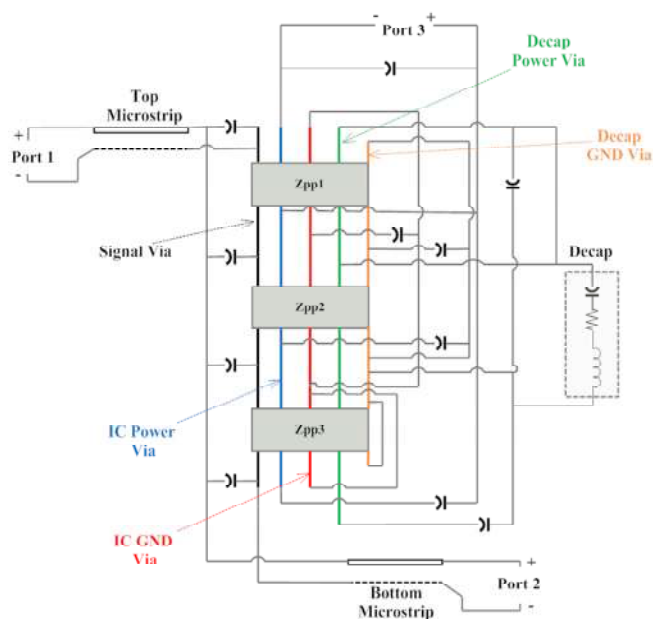 - +
Port 3
Decap
Power Via
Top
Microstrip
+
Port 1
-
Decap
GND Via
Zpp1
Signal Via
Decap
Zpp2
IC Power
Via
Zpp3
IC GND
Via
+
Port 2
-
Bottom
Microstrip